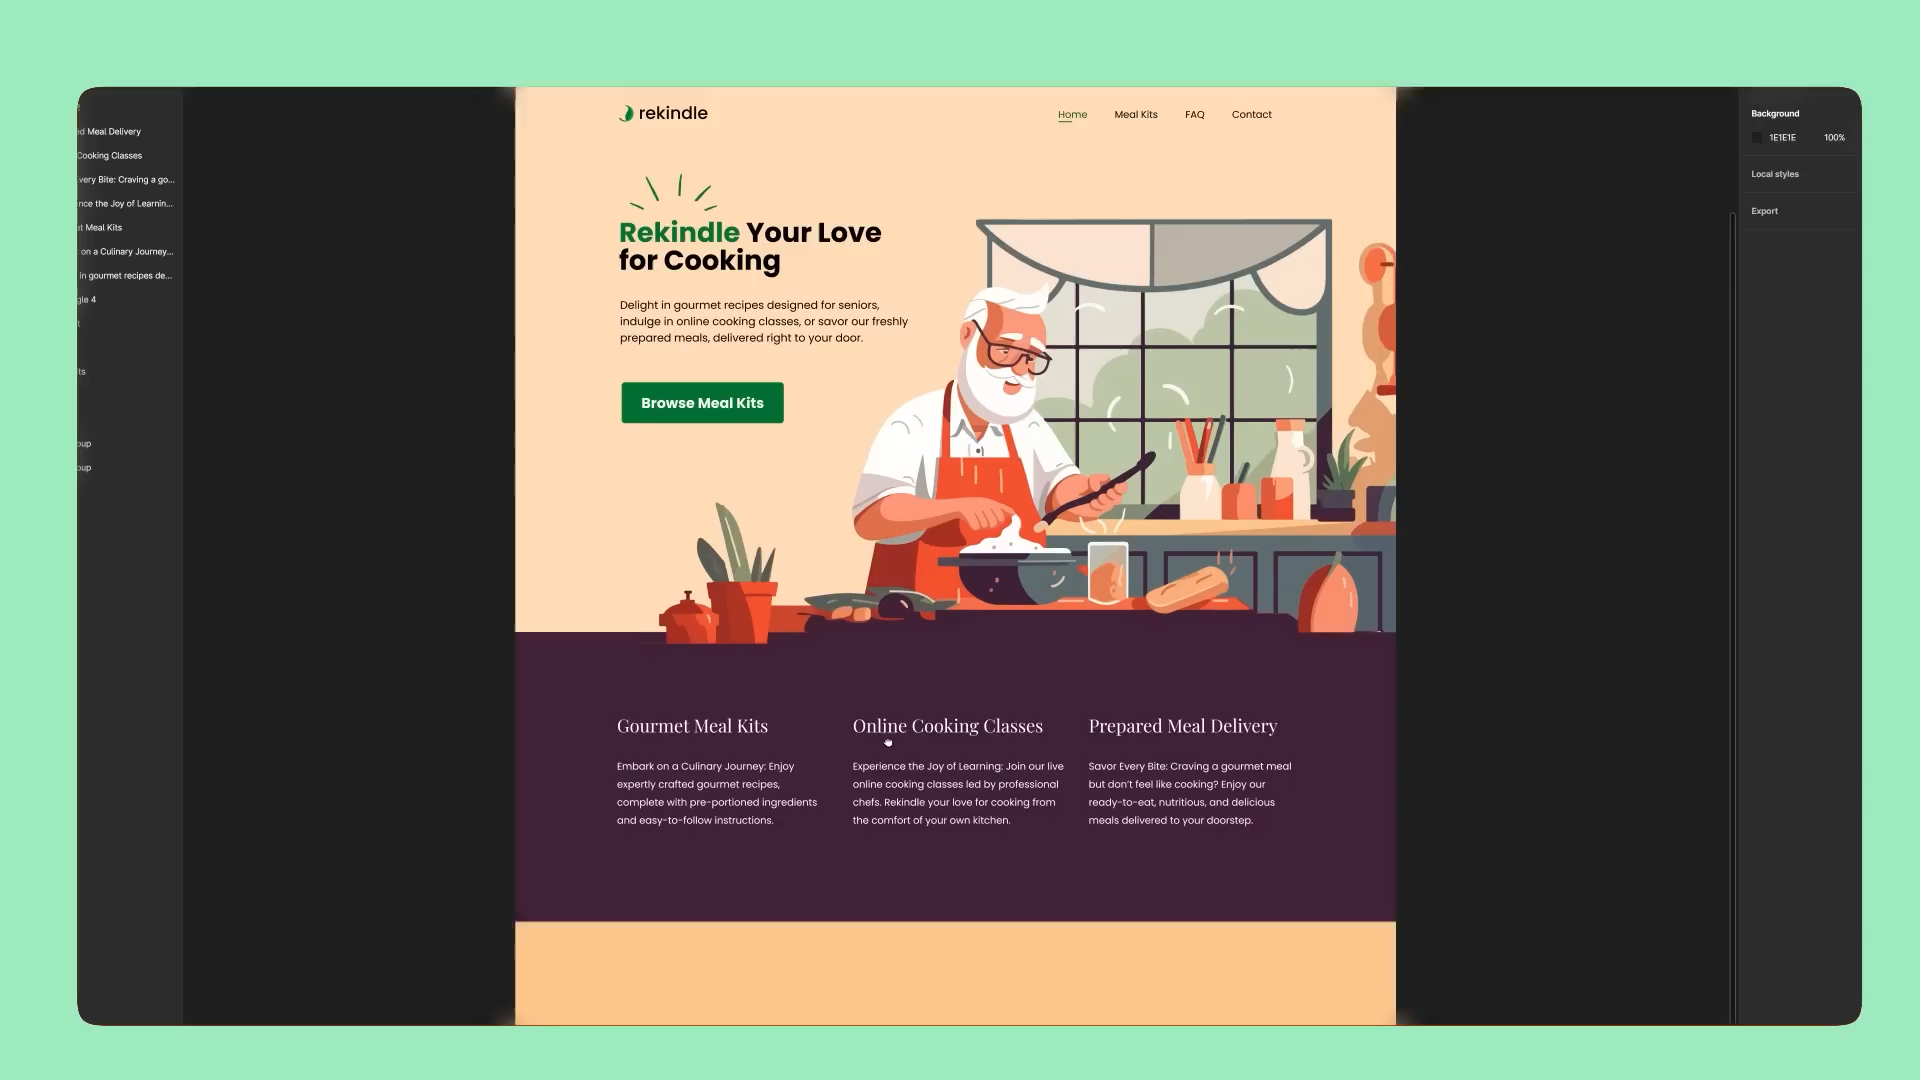 d Meal Delivery
Cooking Classes
very Bite: Craving a go...
nce the Joy of Learnin...
et Meal Kits
on a Culinary Journey...
in gourmet recipes de...
gle 4
t
ts
oup
oup
rekindle
Home Meal Kits FAQ Contact
Rekindle Your Love
for Cooking
Delight in gourmet recipes designed for seniors,
indulge in online cooking classes, or savor our freshly
prepared meals, delivered right to your door.
Browse Meal Kits
Gourmet Meal Kits
Embark on a Culinary Journey: Enjoy
expertly crafted gourmet recipes,
complete with pre-portioned ingredients
and easy-to-follow instructions.
Online Cooking Classes
Experience the Joy of Learning: Join our live
online cooking classes led by professional
chefs. Rekindle your love for cooking from
the comfort of your own kitchen.
Prepared Meal Delivery
Savor Every Bite: Craving a gourmet meal
but don't feel like cooking? Enjoy our
ready-to-eat, nutritious, and delicious
meals delivered to your doorstep.
Background
1E1E1E 100%
Local styles
Export